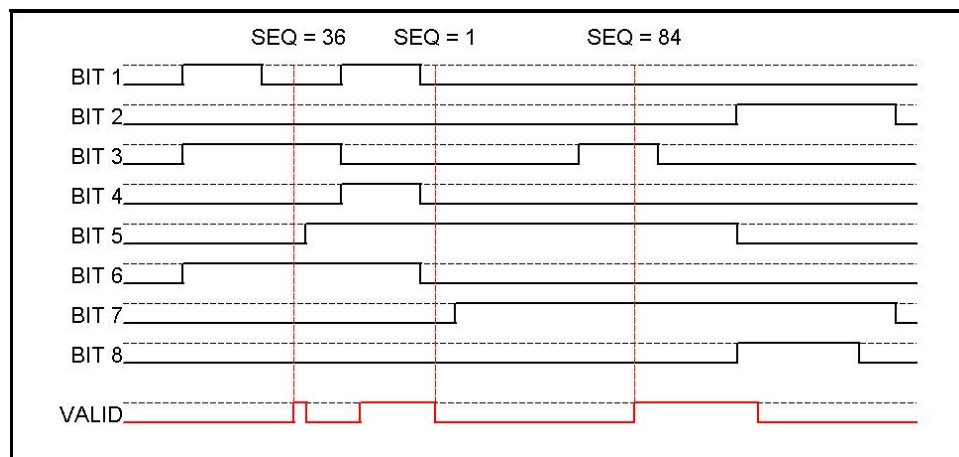 SEQ = 36 SEQ = 1 SEQ = 84
BIT 1
BIT 2
BIT 3
BIT 4
BIT 5
BIT 6
BIT 7
BIT 8
VALID